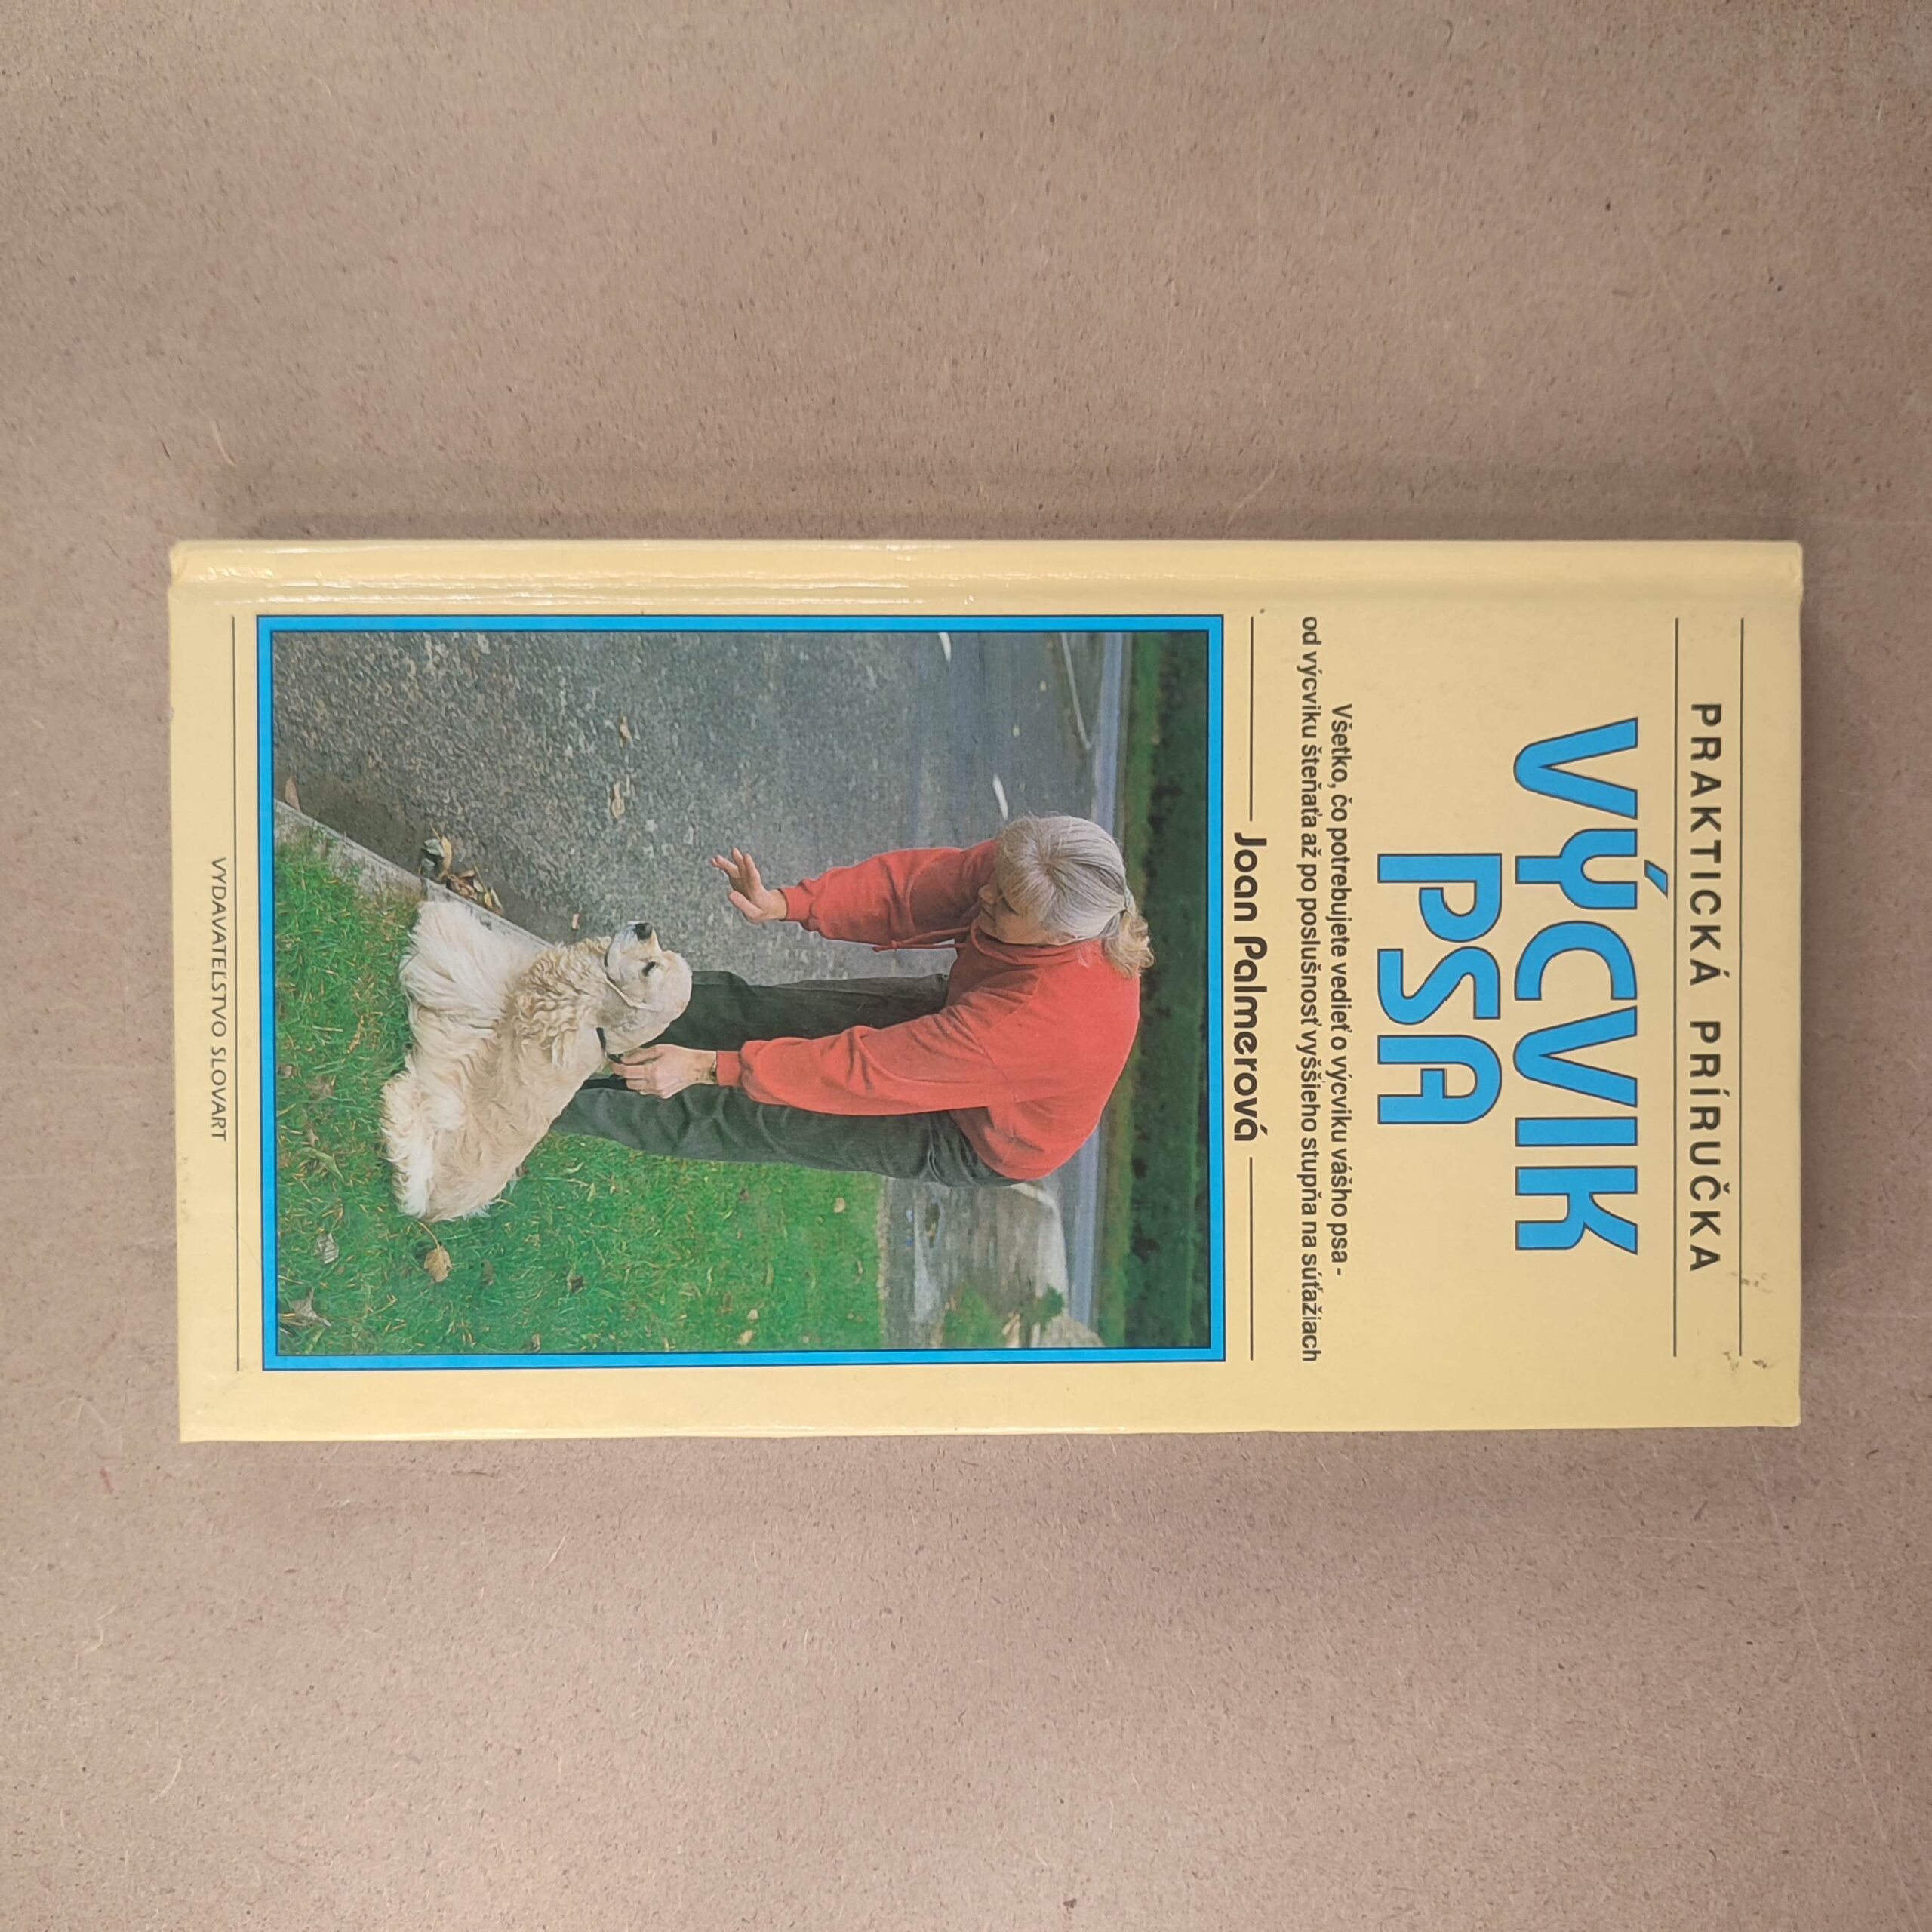 PRAKTICKÁ PRÍRUČKA
VÝCVIK
PSA
Všetko, čo potrebujete vedieť o výcviku vášho psa -
od výcviku šteňaťa až po poslušnosť vyššieho stupňa na súťažiach
Joan Palmerová
VYDAVATEĽSTVO SLOVART